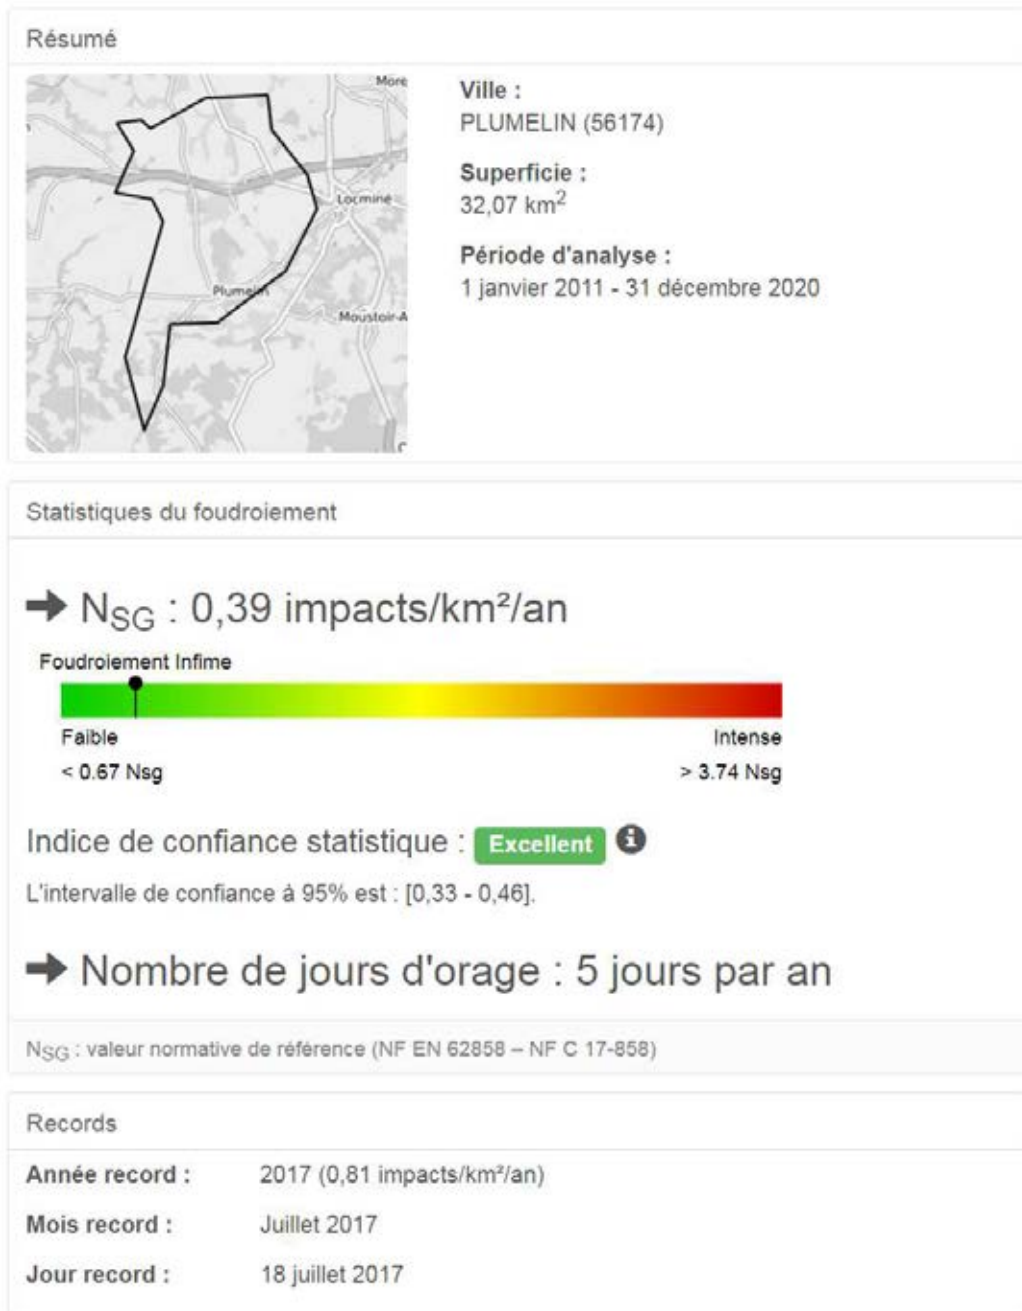 Résumé
More
Locminé
Plumelin
Moustoir-A
Ville :
PLUMELIN (56174)
Superficie :
32,07 km²
Période d'analyse :
1 janvier 2011 - 31 décembre 2020
Statistiques du foudroiement
➡ NSG : 0,39 impacts/km²/an
Foudroiement Infime
Faible
Intense
< 0.67 Nsg
> 3.74 Nsg
Indice de confiance statistique : Excellent
L'intervalle de confiance à 95% est : [0,33 - 0,46].
➡ Nombre de jours d'orage : 5 jours par an
NSG : valeur normative de référence (NF EN 62858 – NF C 17-858)
Records
Année record : 2017 (0,81 impacts/km²/an)
Mois record : Juillet 2017
Jour record : 18 juillet 2017